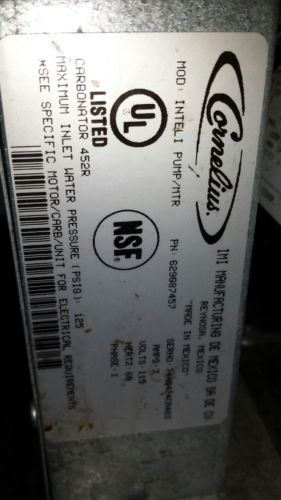 Cornelius.
IMI MANUFACTURING DE MEXICO SA DE CV
REYNOSA, MEXICO
"MADE IN MEXICO"
MOD: INTELI PUMP/MTR
PN: 629087457
SERNO:
AMPS:
VOLTS: 115
HERTZ: 60
PHASE: 1
UL
LISTED
NSF
CARBONATOR 452R
MAXIMUM INLET WATER PRESSURE (PSIG): 125
*SEE SPECIFIC MOTOR/CARB/UNIT FOR ELECTRICAL REQUIREMENTS